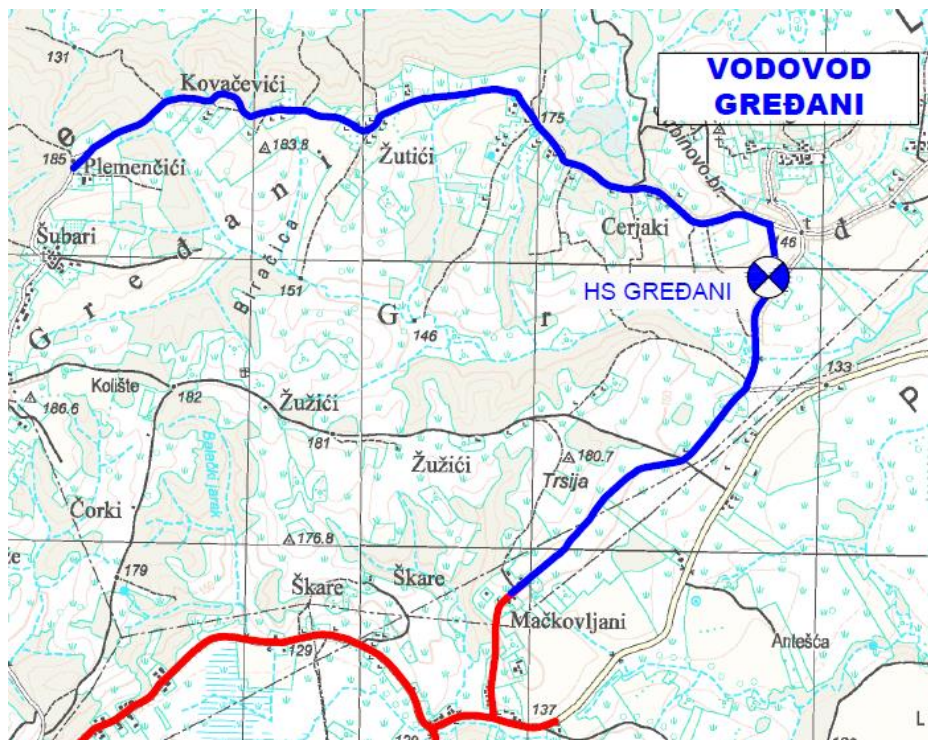 VODOVOD
GREĐANI
131
Kovačevići
183.8
175
185
Plemenčići
Žutići
Šubari
Cerjaki
146
đ
G r e đ a n i
Birračica
151
HS GREĐANI
G
r
146
133
Kolište
182
186.6
Žužići
181
Žužići
180.7
Trsija
P
Čorki
176.8
179
Škare
Škare
Mačkovljani
129
Antešća
137
L